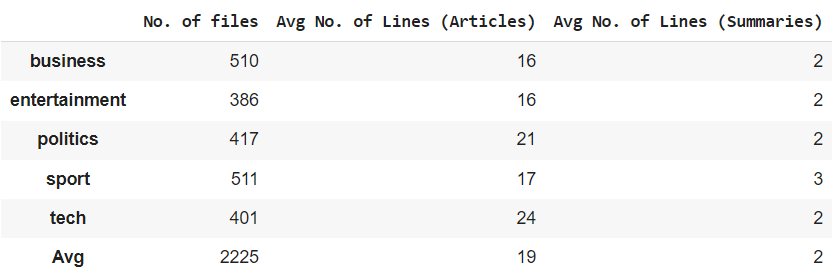 No. of files Avg No. of Lines (Articles) Avg No. of Lines (Summaries)
business 510 16 2
entertainment 386 16 2
politics 417 21 2
sport 511 17 3
tech 401 24 2
Avg 2225 19 2